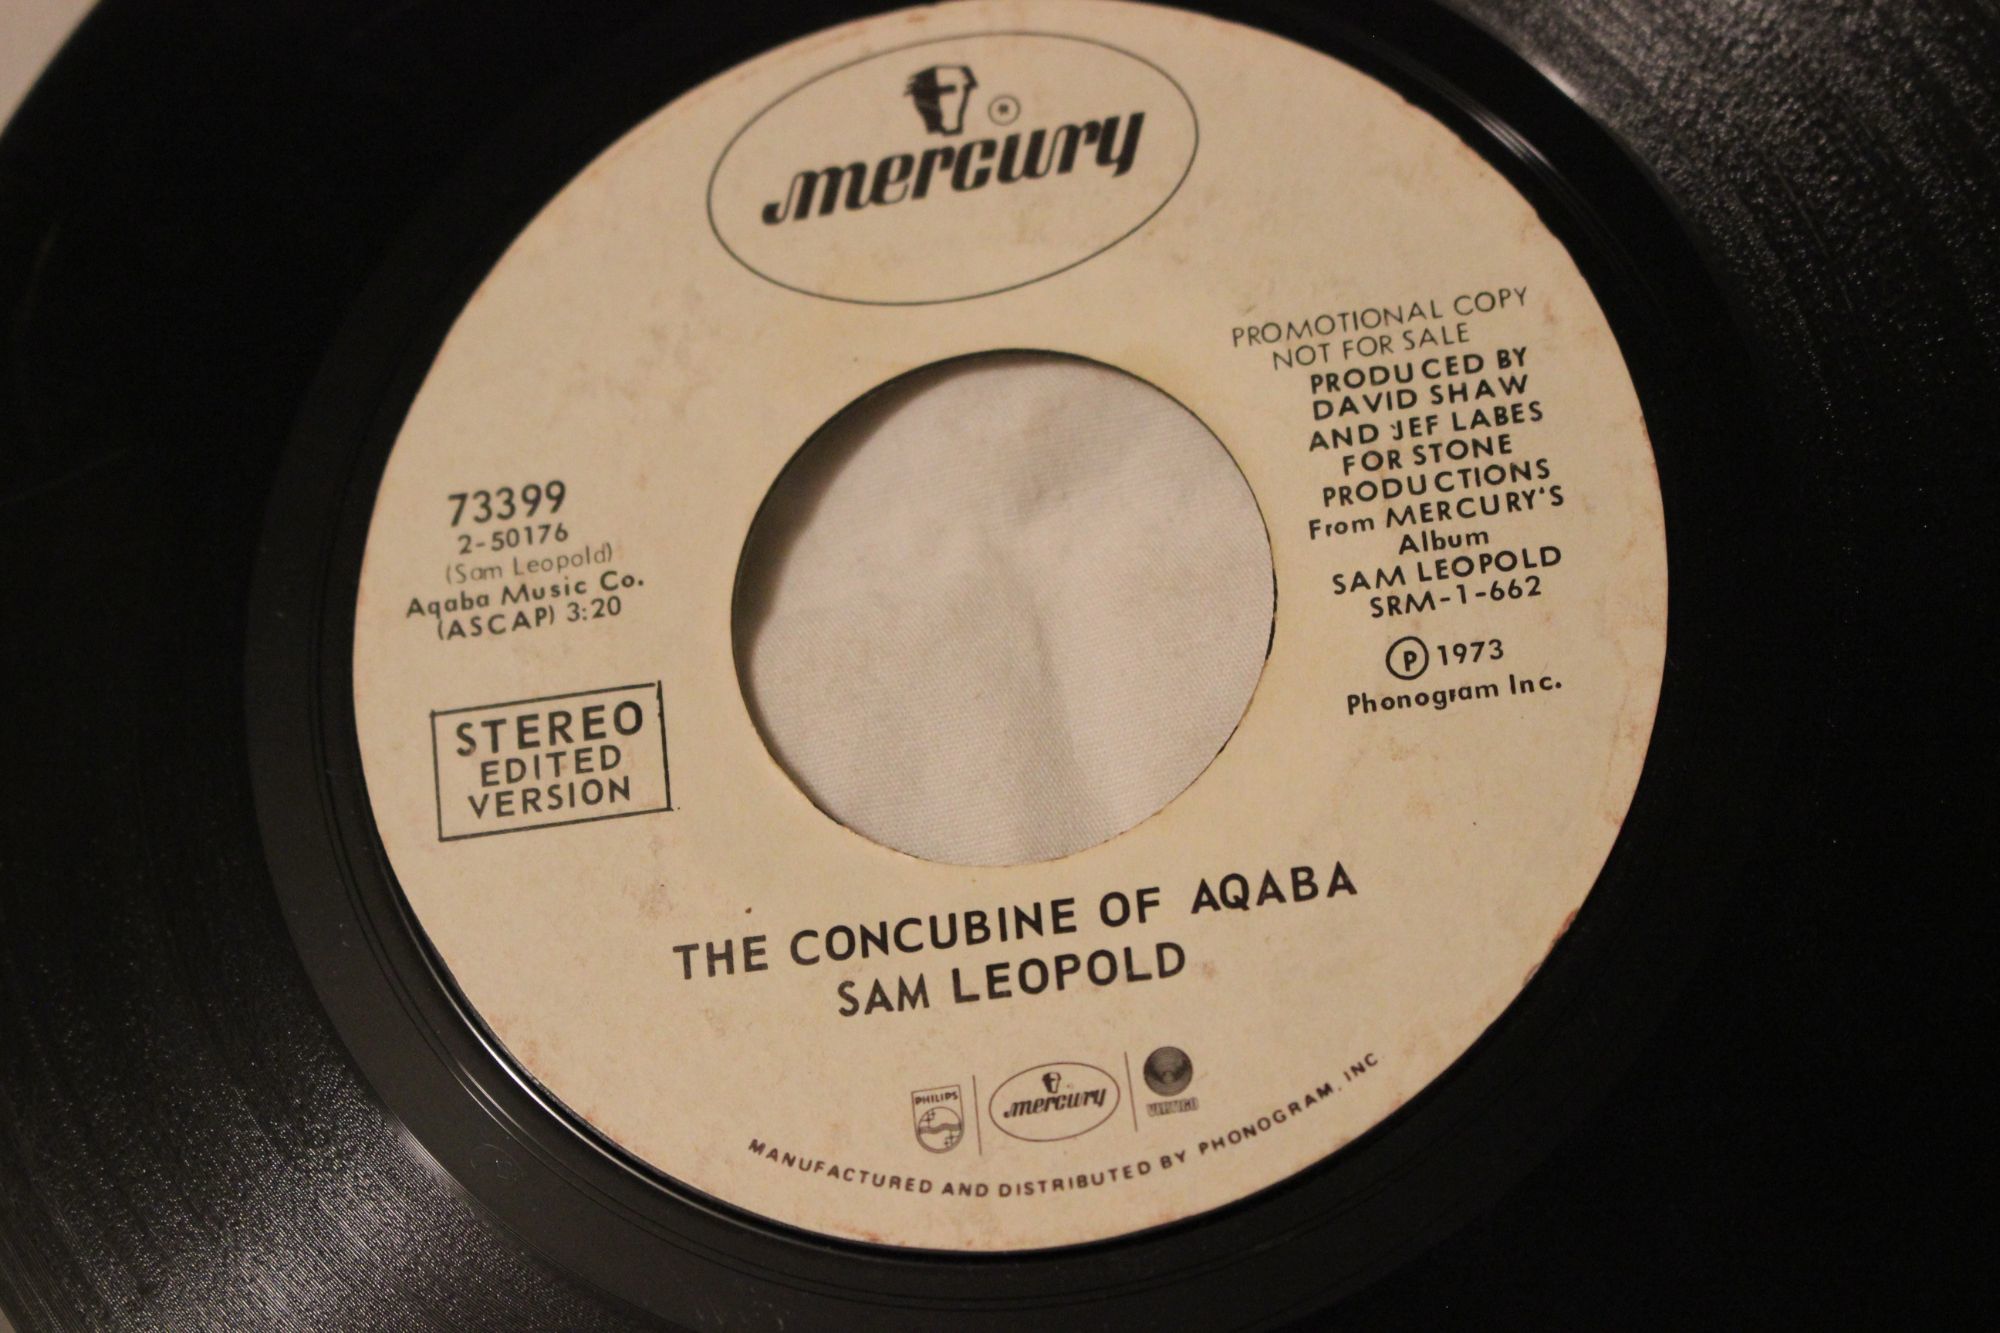 ®
mercury
PROMOTIONAL COPY
NOT FOR SALE
PRODUCED BY
DAVID SHAW
AND JEF LABES
FOR STONE
PRODUCTIONS
From MERCURY'S
Album
SAM LEOPOLD
SRM-1-662
Ⓟ 1973
Phonogram Inc.
73399
2-50176
(Sam Leopold)
Aqaba Music Co.
(ASCAP) 3:20
STEREO
EDITED
VERSION
THE CONCUBINE OF AQABA
SAM LEOPOLD
PHILIPS
mercury
VERTIGO
MANUFACTURED AND DISTRIBUTED BY PHONOGRAM, INC